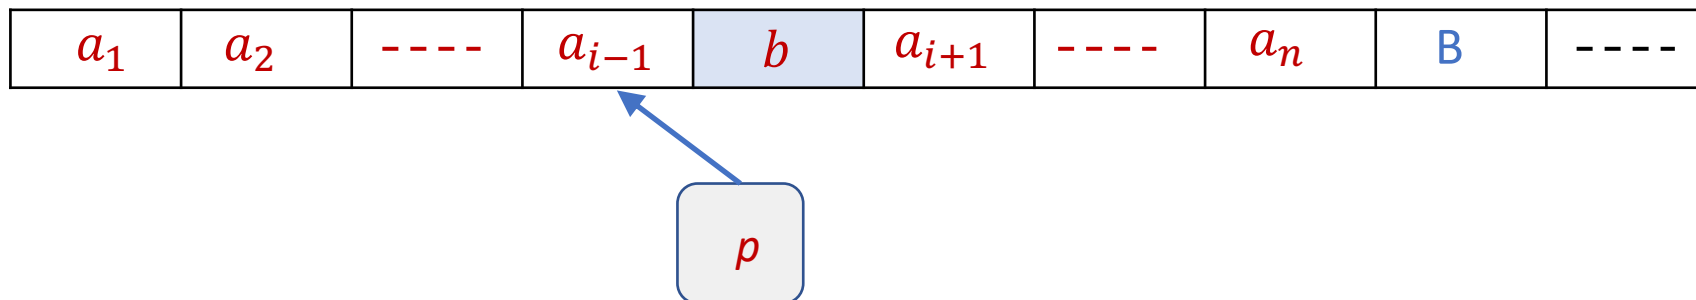 a₁ a₂ ---- aᵢ₋₁ b aᵢ₊₁ ---- aₙ B ----
p